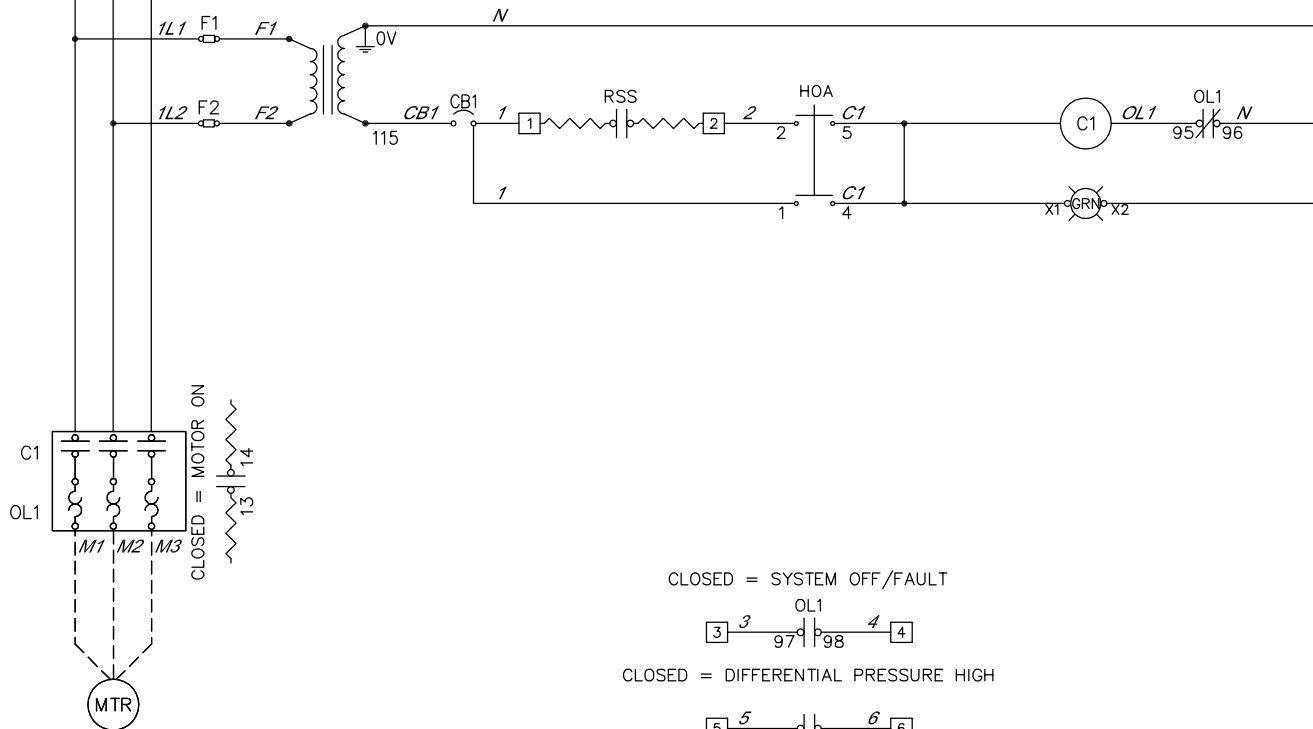 N
1L1 F1 F1
0V
1L2 F2 F2
115
CB1 CB1 1
RSS
1 2
2
HOA
2 5
C1
C1
OL1
OL1
95 96
N
1
1 4
C1
X1 GRN X2
C1
OL1
CLOSED = MOTOR ON
14
13
M1 M2 M3
MTR
CLOSED = SYSTEM OFF/FAULT
OL1
3 3 97 98 4 4
CLOSED = DIFFERENTIAL PRESSURE HIGH
5 5 6 6